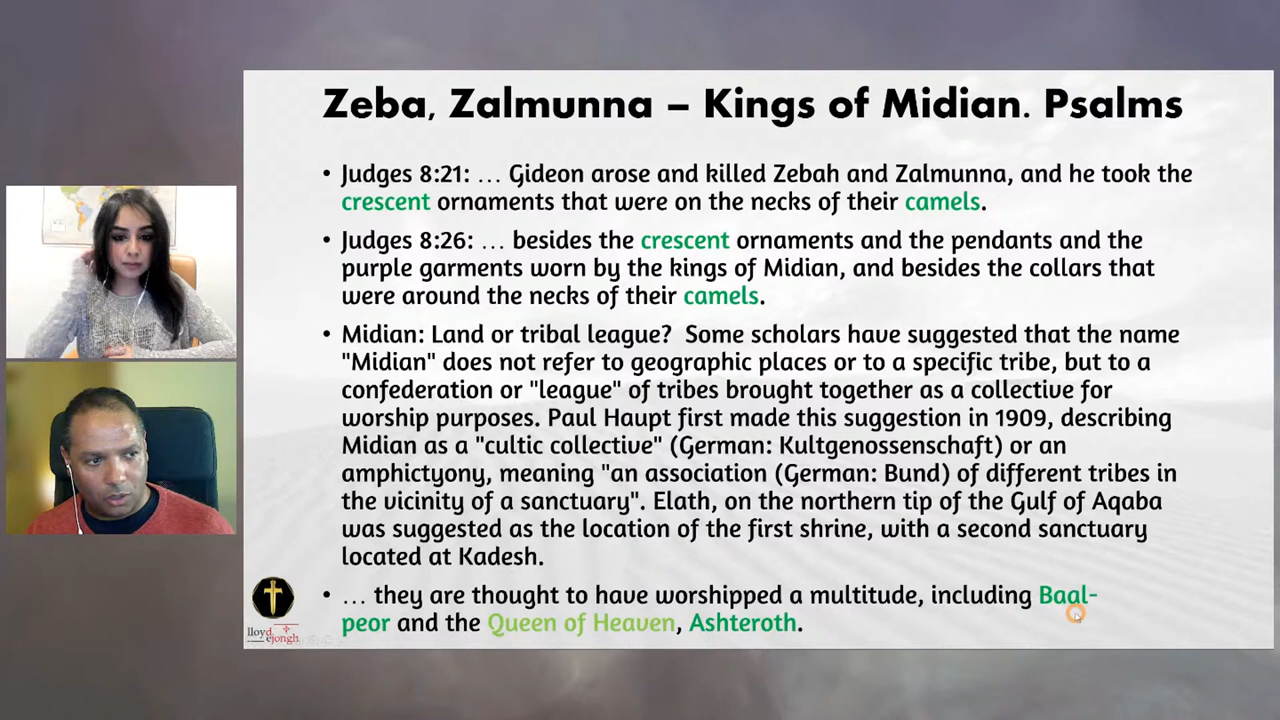 Zeba, Zalmunna – Kings of Midian. Psalms
• Judges 8:21: … Gideon arose and killed Zebah and Zalmunna, and he took the
crescent ornaments that were on the necks of their camels.
• Judges 8:26: … besides the crescent ornaments and the pendants and the
purple garments worn by the kings of Midian, and besides the collars that
were around the necks of their camels.
• Midian: Land or tribal league? Some scholars have suggested that the name
"Midian" does not refer to geographic places or to a specific tribe, but to a
confederation or "league" of tribes brought together as a collective for
worship purposes. Paul Haupt first made this suggestion in 1909, describing
Midian as a "cultic collective" (German: Kultgenossenschaft) or an
amphictyony, meaning "an association (German: Bund) of different tribes in
the vicinity of a sanctuary". Elath, on the northern tip of the Gulf of Aqaba
was suggested as the location of the first shrine, with a second sanctuary
located at Kadesh.
• … they are thought to have worshipped a multitude, including Baal-
peor and the Queen of Heaven, Ashteroth.
lloyd
ejongh